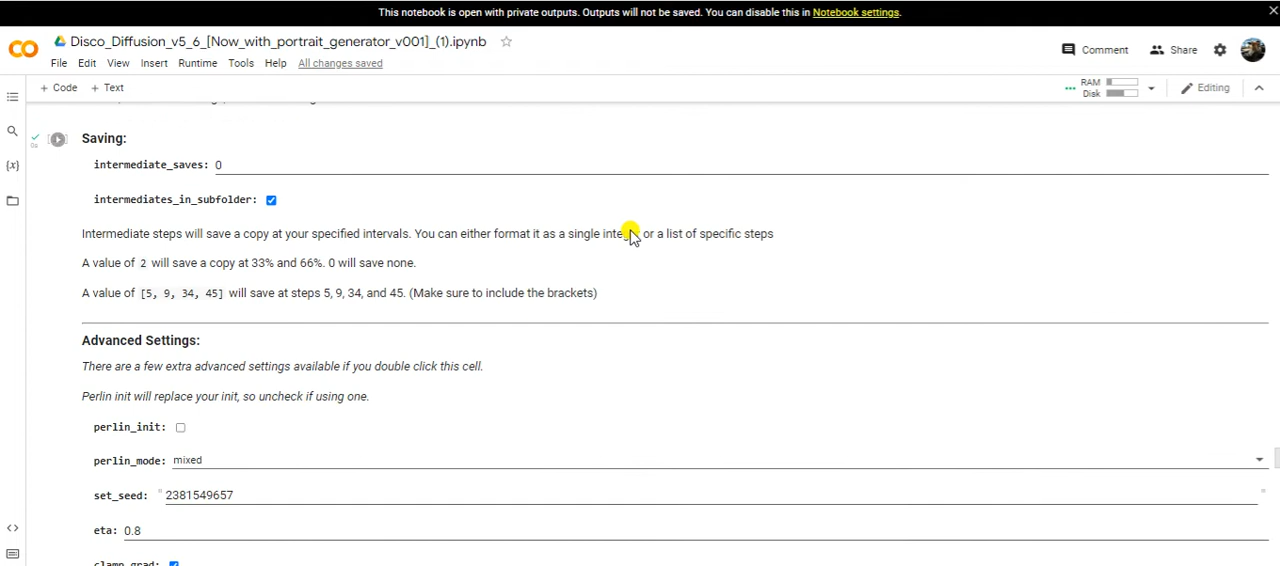 This notebook is open with private outputs. Outputs will not be saved. You can disable this in Notebook settings.
Disco_Diffusion_v5_6_[Now_with_portrait_generator_v001]_(1).ipynb
Comment
Share
File Edit View Insert Runtime Tools Help All changes saved
+ Code + Text
RAM
Disk
Editing
Saving:
intermediate_saves: 0
intermediates_in_subfolder:
Intermediate steps will save a copy at your specified intervals. You can either format it as a single integer or a list of specific steps
A value of 2 will save a copy at 33% and 66%. 0 will save none.
A value of [5, 9, 34, 45] will save at steps 5, 9, 34, and 45. (Make sure to include the brackets)
Advanced Settings:
There are a few extra advanced settings available if you double click this cell.
Perlin init will replace your init, so uncheck if using one.
perlin_init:
perlin_mode: mixed
set_seed: "2381549657"
eta: 0.8
clamp_grad: